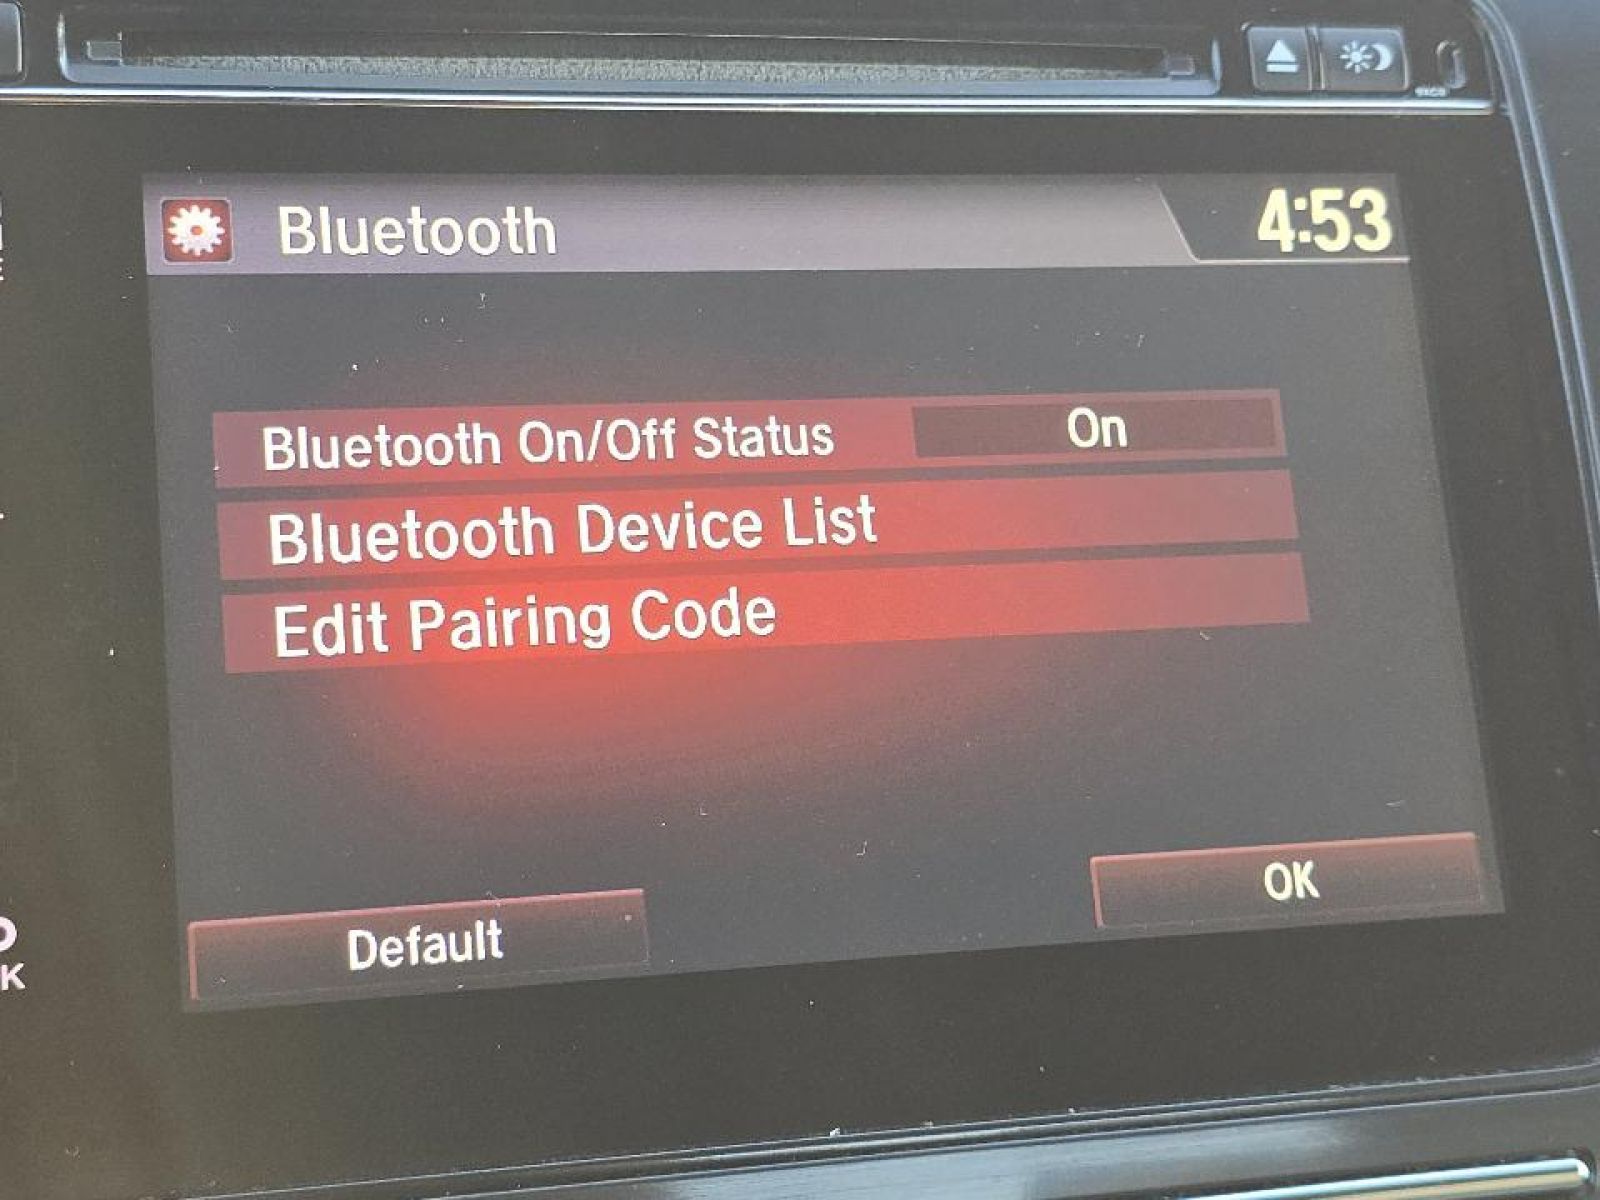 Bluetooth
4:53
Bluetooth On/Off Status On
Bluetooth Device List
Edit Pairing Code
Default
OK